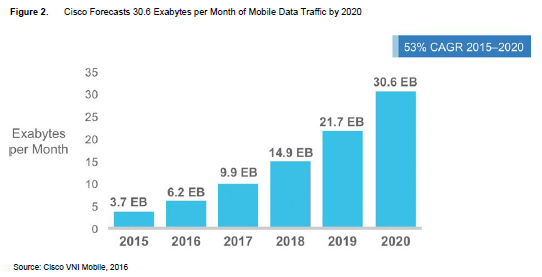 Figure 2. Cisco Forecasts 30.6 Exabytes per Month of Mobile Data Traffic by 2020
53% CAGR 2015–2020
Exabytes
per Month
35
30
25
20
15
10
5
0
3.7 EB
6.2 EB
9.9 EB
14.9 EB
21.7 EB
30.6 EB
2015 2016 2017 2018 2019 2020
Source: Cisco VNI Mobile, 2016